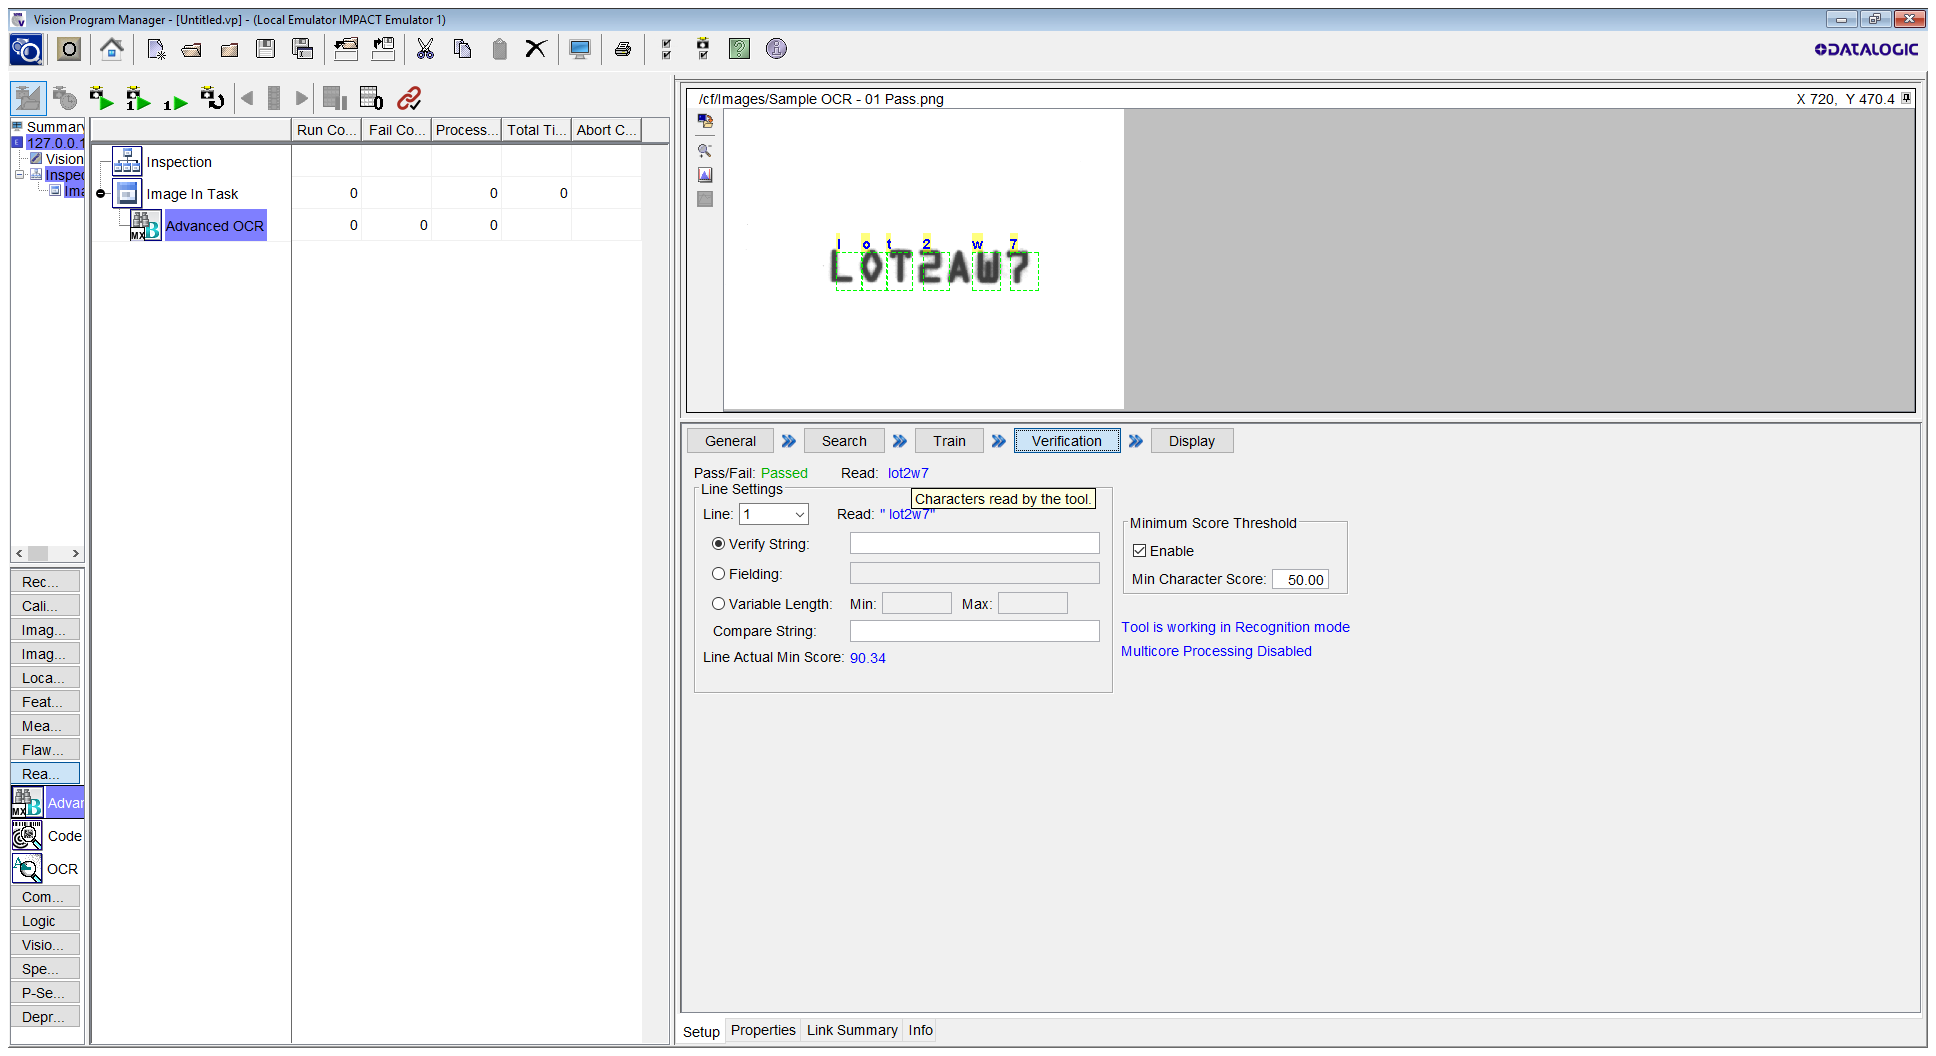 Vision Program Manager - [Untitled.vp] - (Local Emulator IMPACT Emulator 1)
DATALOGIC
Summary
127.0.0.1
Vision
Inspec
Ima
Run Co... Fail Co... Process... Total Ti... Abort C...
Inspection
Image In Task 0 0 0
Advanced OCR 0 0 0
/cf/Images/Sample OCR - 01 Pass.png
X 720, Y 470.4
l o t 2 w 7
LOT2AW7
General Search Train Verification Display
Pass/Fail: Passed Read: lot2w7
Line Settings
Characters read by the tool.
Line: 1 Read: " lot2w7"
Verify String:
Fielding:
Variable Length: Min: Max:
Compare String:
Line Actual Min Score: 90.34
Minimum Score Threshold
Enable
Min Character Score: 50.00
Tool is working in Recognition mode
Multicore Processing Disabled
Rec...
Cali...
Imag...
Imag...
Loca...
Feat...
Mea...
Flaw...
Rea...
MX B Advan
Code
OCR
Com...
Logic
Visio...
Spe...
P-Se...
Depr...
Setup Properties Link Summary Info